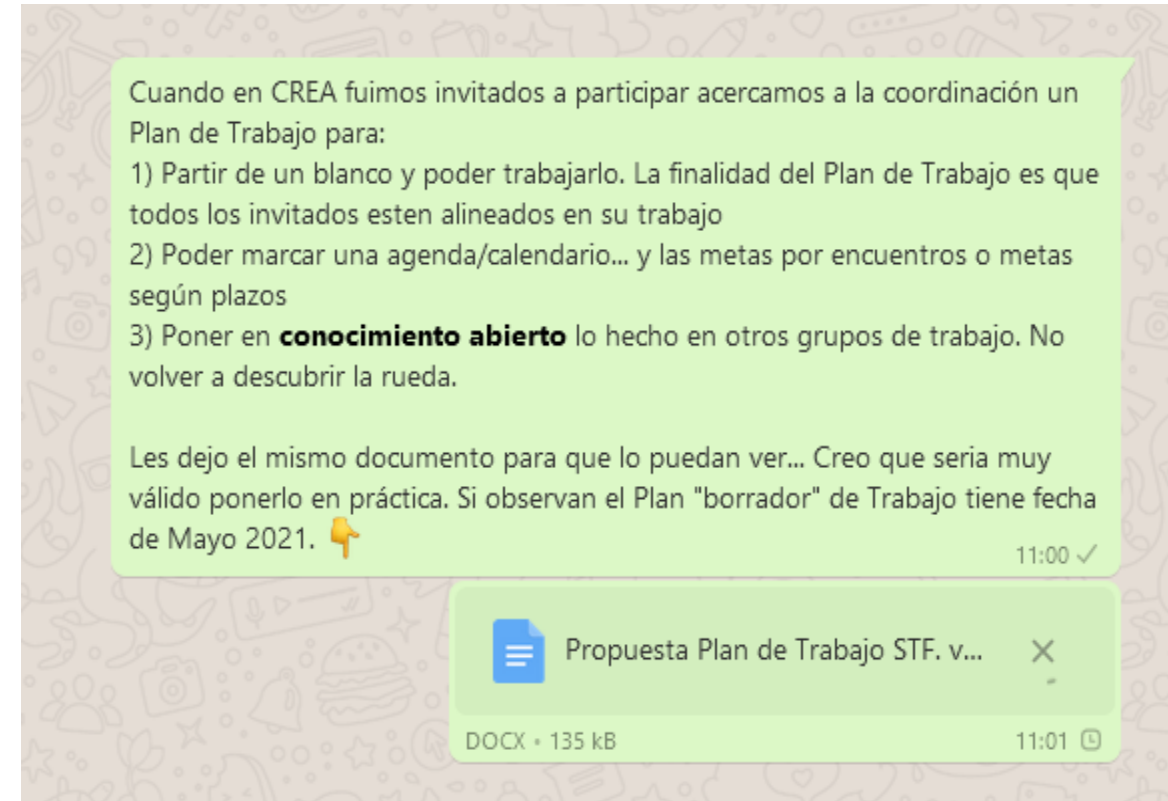 Cuando en CREA fuimos invitados a participar acercamos a la coordinación un
Plan de Trabajo para:
1) Partir de un blanco y poder trabajarlo. La finalidad del Plan de Trabajo es que
todos los invitados esten alineados en su trabajo
2) Poder marcar una agenda/calendario... y las metas por encuentros o metas
según plazos
3) Poner en conocimiento abierto lo hecho en otros grupos de trabajo. No
volver a descubrir la rueda.
Les dejo el mismo documento para que lo puedan ver... Creo que seria muy
válido ponerlo en práctica. Si observan el Plan "borrador" de Trabajo tiene fecha
de Mayo 2021. 👇
11:00
Propuesta Plan de Trabajo STF. v...
DOCX • 135 kB
11:01